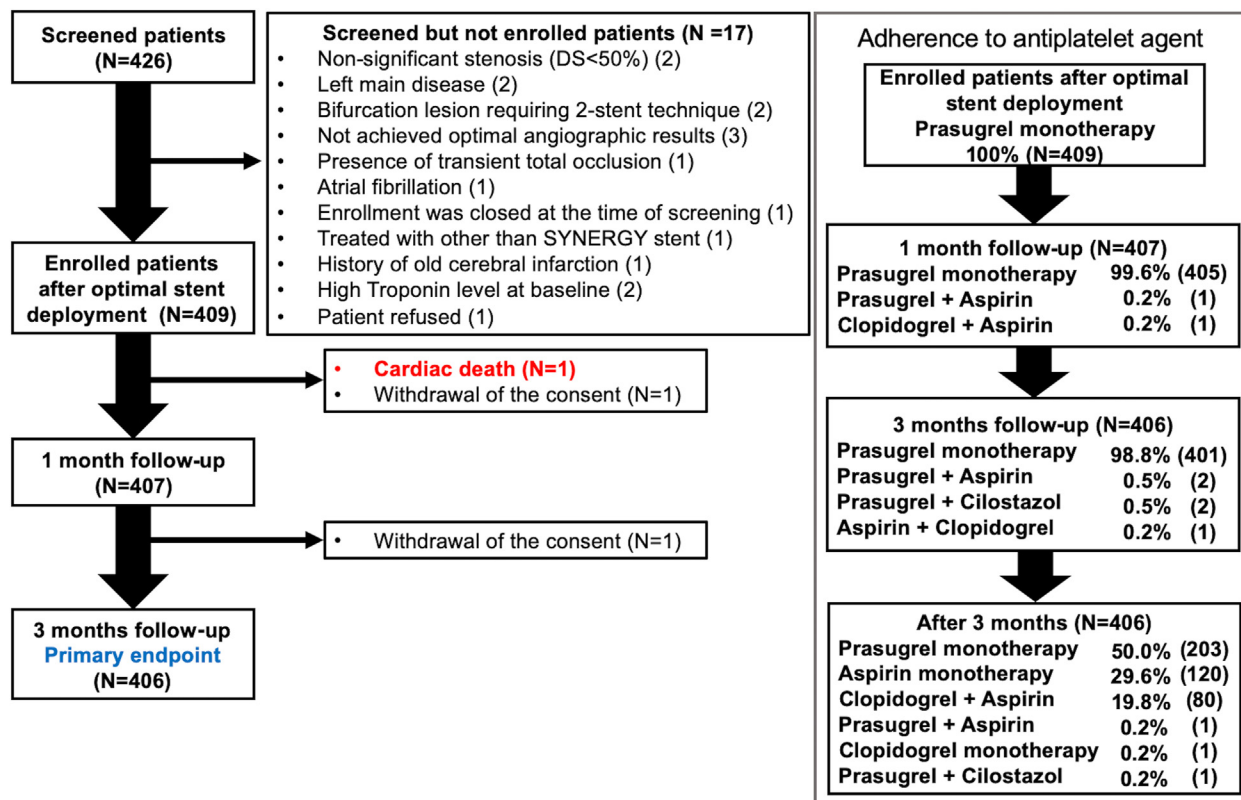 Screened patients
(N=426)
Screened but not enrolled patients (N =17)
• Non-significant stenosis (DS<50%) (2)
• Left main disease (2)
• Bifurcation lesion requiring 2-stent technique (2)
• Not achieved optimal angiographic results (3)
• Presence of transient total occlusion (1)
• Atrial fibrillation (1)
• Enrollment was closed at the time of screening (1)
• Treated with other than SYNERGY stent (1)
• History of old cerebral infarction (1)
• High Troponin level at baseline (2)
• Patient refused (1)
Enrolled patients
after optimal stent
deployment (N=409)
• Cardiac death (N=1)
• Withdrawal of the consent (N=1)
1 month follow-up
(N=407)
• Withdrawal of the consent (N=1)
3 months follow-up
Primary endpoint
(N=406)
Adherence to antiplatelet agent
Enrolled patients after optimal
stent deployment
Prasugrel monotherapy
100% (N=409)
1 month follow-up (N=407)
Prasugrel monotherapy 99.6% (405)
Prasugrel + Aspirin 0.2% (1)
Clopidogrel + Aspirin 0.2% (1)
3 months follow-up (N=406)
Prasugrel monotherapy 98.8% (401)
Prasugrel + Aspirin 0.5% (2)
Prasugrel + Cilostazol 0.5% (2)
Aspirin + Clopidogrel 0.2% (1)
After 3 months (N=406)
Prasugrel monotherapy 50.0% (203)
Aspirin monotherapy 29.6% (120)
Clopidogrel + Aspirin 19.8% (80)
Prasugrel + Aspirin 0.2% (1)
Clopidogrel monotherapy 0.2% (1)
Prasugrel + Cilostazol 0.2% (1)